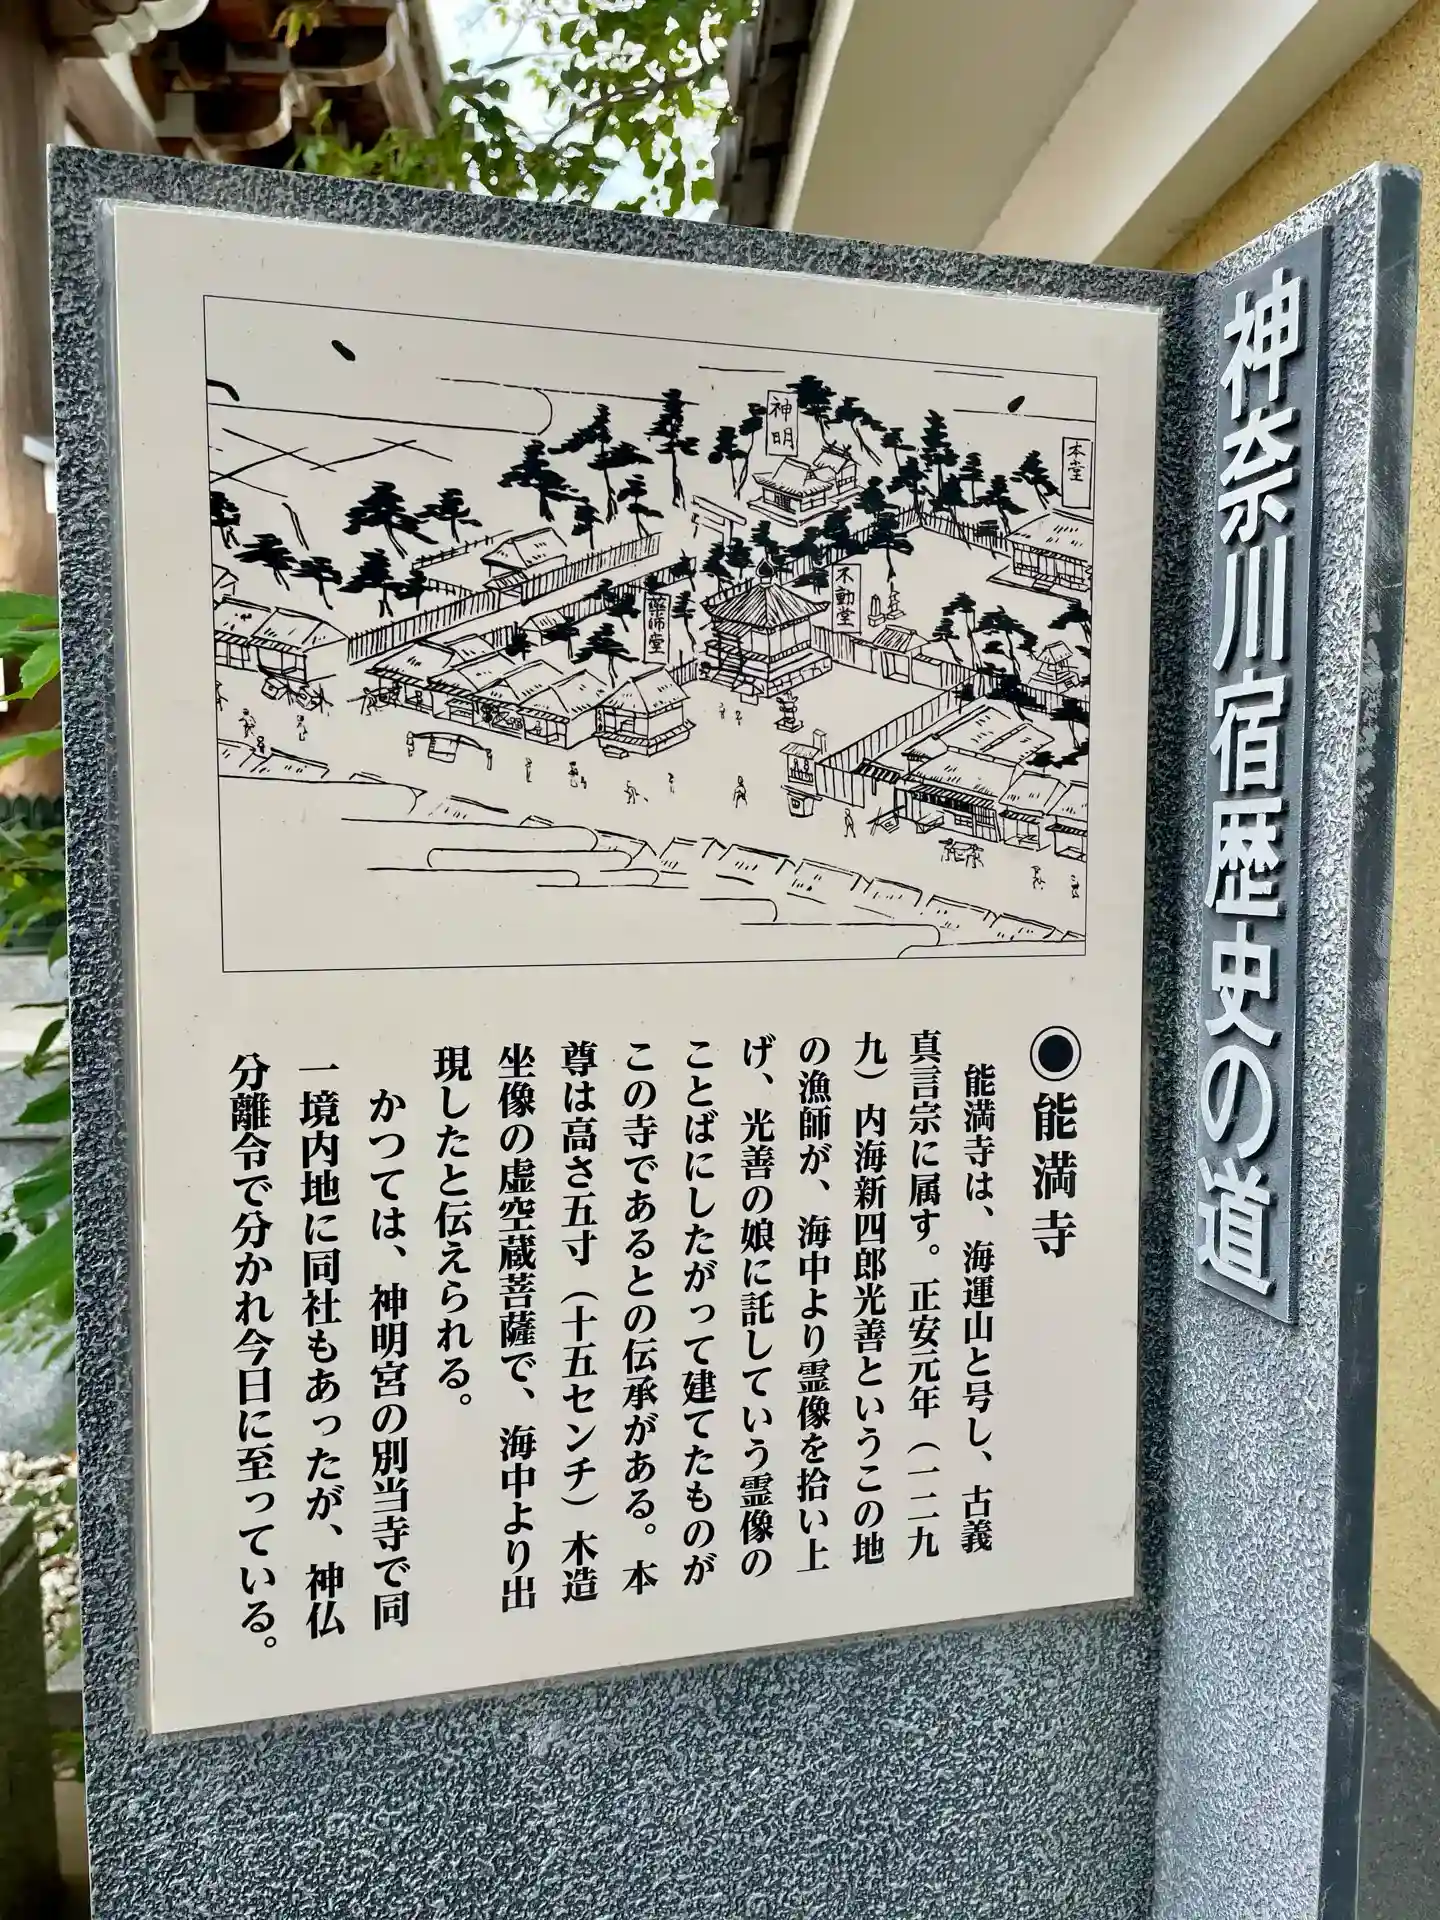 神奈川宿歴史の道
神明
本堂
不動堂
薬師堂
◉能満寺
能満寺は、海運山と号し、古義
真言宗に属す。正安元年（一二九
九）内海新四郎光善というこの地
の漁師が、海中より霊像を拾い上
げ、光善の娘に託していう霊像の
ことばにしたがって建てたものが
この寺であるとの伝承がある。本
尊は高さ五寸（十五センチ）木造
坐像の虚空蔵菩薩で、海中より出
現したと伝えられる。
かつては、神明宮の別当寺で同
一境内地に同社もあったが、神仏
分離令で分かれ今日に至っている。